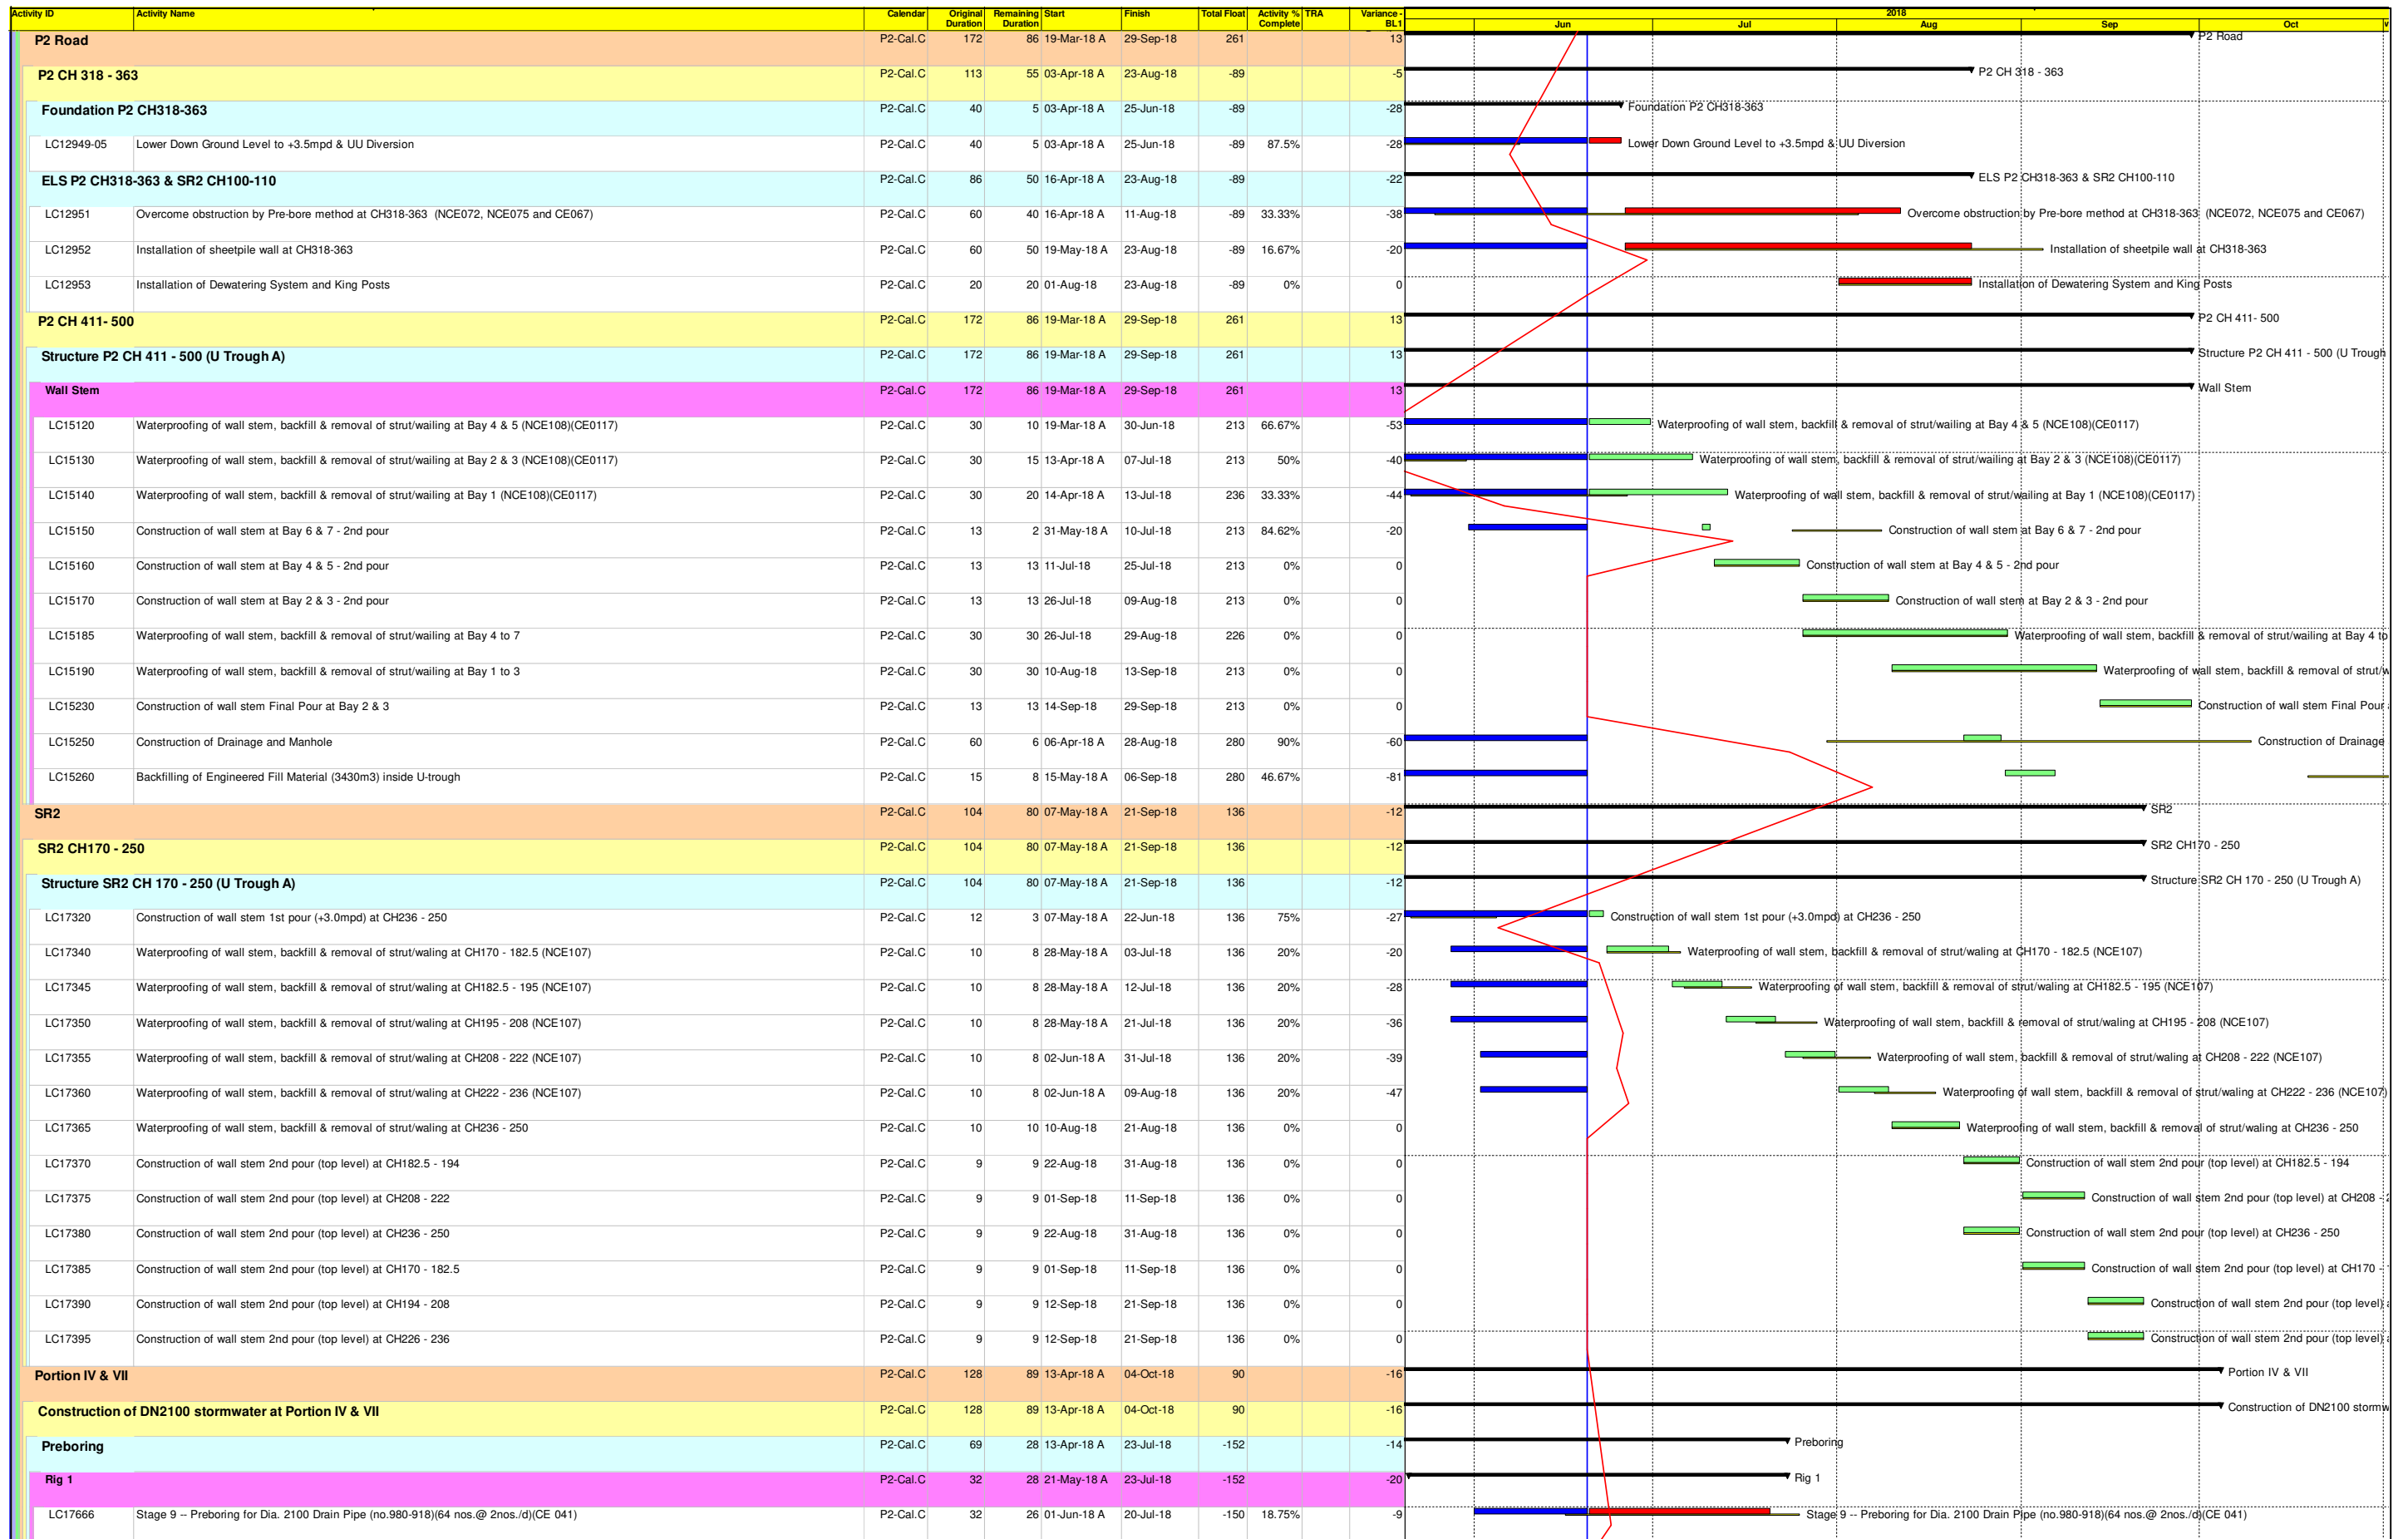 Activity ID Activity Name Calendar Original Duration Remaining Duration Start Finish Total Float Activity % Complete TRA Variance - BL1 2018
Jun Jul Aug Sep Oct
P2 Road P2-Cal.C 172 86 19-Mar-18 A 29-Sep-18 261 13 P2 Road
P2 CH 318 - 363 P2-Cal.C 113 55 03-Apr-18 A 23-Aug-18 -89 -5 P2 CH 318 - 363
Foundation P2 CH318-363 P2-Cal.C 40 5 03-Apr-18 A 25-Jun-18 -89 -28 Foundation P2 CH318-363
LC12949-05 Lower Down Ground Level to +3.5mpd & UU Diversion P2-Cal.C 40 5 03-Apr-18 A 25-Jun-18 -89 87.5% -28 Lower Down Ground Level to +3.5mpd & UU Diversion
ELS P2 CH318-363 & SR2 CH100-110 P2-Cal.C 86 50 16-Apr-18 A 23-Aug-18 -89 -22 ELS P2 CH318-363 & SR2 CH100-110
LC12951 Overcome obstruction by Pre-bore method at CH318-363 (NCE072, NCE075 and CE067) P2-Cal.C 60 40 16-Apr-18 A 11-Aug-18 -89 33.33% -38 Overcome obstruction by Pre-bore method at CH318-363 (NCE072, NCE075 and CE067)
LC12952 Installation of sheetpile wall at CH318-363 P2-Cal.C 60 50 19-May-18 A 23-Aug-18 -89 16.67% -20 Installation of sheetpile wall at CH318-363
LC12953 Installation of Dewatering System and King Posts P2-Cal.C 20 20 01-Aug-18 23-Aug-18 -89 0% 0 Installation of Dewatering System and King Posts
P2 CH 411- 500 P2-Cal.C 172 86 19-Mar-18 A 29-Sep-18 261 13 P2 CH 411- 500
Structure P2 CH 411 - 500 (U Trough A) P2-Cal.C 172 86 19-Mar-18 A 29-Sep-18 261 13 Structure P2 CH 411 - 500 (U Trough
Wall Stem P2-Cal.C 172 86 19-Mar-18 A 29-Sep-18 261 13 Wall Stem
LC15120 Waterproofing of wall stem, backfill & removal of strut/wailing at Bay 4 & 5 (NCE108)(CE0117) P2-Cal.C 30 10 19-Mar-18 A 30-Jun-18 213 66.67% -53 Waterproofing of wall stem, backfill & removal of strut/wailing at Bay 4 & 5 (NCE108)(CE0117)
LC15130 Waterproofing of wall stem, backfill & removal of strut/wailing at Bay 2 & 3 (NCE108)(CE0117) P2-Cal.C 30 15 13-Apr-18 A 07-Jul-18 213 50% -40 Waterproofing of wall stem, backfill & removal of strut/wailing at Bay 2 & 3 (NCE108)(CE0117)
LC15140 Waterproofing of wall stem, backfill & removal of strut/wailing at Bay 1 (NCE108)(CE0117) P2-Cal.C 30 20 14-Apr-18 A 13-Jul-18 236 33.33% -44 Waterproofing of wall stem, backfill & removal of strut/wailing at Bay 1 (NCE108)(CE0117)
LC15150 Construction of wall stem at Bay 6 & 7 - 2nd pour P2-Cal.C 13 2 31-May-18 A 10-Jul-18 213 84.62% -20 Construction of wall stem at Bay 6 & 7 - 2nd pour
LC15160 Construction of wall stem at Bay 4 & 5 - 2nd pour P2-Cal.C 13 13 11-Jul-18 25-Jul-18 213 0% 0 Construction of wall stem at Bay 4 & 5 - 2nd pour
LC15170 Construction of wall stem at Bay 2 & 3 - 2nd pour P2-Cal.C 13 13 26-Jul-18 09-Aug-18 213 0% 0 Construction of wall stem at Bay 2 & 3 - 2nd pour
LC15185 Waterproofing of wall stem, backfill & removal of strut/wailing at Bay 4 to 7 P2-Cal.C 30 30 26-Jul-18 29-Aug-18 226 0% 0 Waterproofing of wall stem, backfill & removal of strut/wailing at Bay 4 to
LC15190 Waterproofing of wall stem, backfill & removal of strut/wailing at Bay 1 to 3 P2-Cal.C 30 30 10-Aug-18 13-Sep-18 213 0% 0 Waterproofing of wall stem, backfill & removal of strut/w
LC15230 Construction of wall stem Final Pour at Bay 2 & 3 P2-Cal.C 13 13 14-Sep-18 29-Sep-18 213 0% 0 Construction of wall stem Final Pour
LC15250 Construction of Drainage and Manhole P2-Cal.C 60 6 06-Apr-18 A 28-Aug-18 280 90% -60 Construction of Drainage
LC15260 Backfilling of Engineered Fill Material (3430m3) inside U-trough P2-Cal.C 15 8 15-May-18 A 06-Sep-18 280 46.67% -81
SR2 P2-Cal.C 104 80 07-May-18 A 21-Sep-18 136 -12 SR2
SR2 CH170 - 250 P2-Cal.C 104 80 07-May-18 A 21-Sep-18 136 -12 SR2 CH170 - 250
Structure SR2 CH 170 - 250 (U Trough A) P2-Cal.C 104 80 07-May-18 A 21-Sep-18 136 -12 Structure SR2 CH 170 - 250 (U Trough A)
LC17320 Construction of wall stem 1st pour (+3.0mpd) at CH236 - 250 P2-Cal.C 12 3 07-May-18 A 22-Jun-18 136 75% -27 Construction of wall stem 1st pour (+3.0mpd) at CH236 - 250
LC17340 Waterproofing of wall stem, backfill & removal of strut/waling at CH170 - 182.5 (NCE107) P2-Cal.C 10 8 28-May-18 A 03-Jul-18 136 20% -20 Waterproofing of wall stem, backfill & removal of strut/waling at CH170 - 182.5 (NCE107)
LC17345 Waterproofing of wall stem, backfill & removal of strut/waling at CH182.5 - 195 (NCE107) P2-Cal.C 10 8 28-May-18 A 12-Jul-18 136 20% -28 Waterproofing of wall stem, backfill & removal of strut/waling at CH182.5 - 195 (NCE107)
LC17350 Waterproofing of wall stem, backfill & removal of strut/waling at CH195 - 208 (NCE107) P2-Cal.C 10 8 28-May-18 A 21-Jul-18 136 20% -36 Waterproofing of wall stem, backfill & removal of strut/waling at CH195 - 208 (NCE107)
LC17355 Waterproofing of wall stem, backfill & removal of strut/waling at CH208 - 222 (NCE107) P2-Cal.C 10 8 02-Jun-18 A 31-Jul-18 136 20% -39 Waterproofing of wall stem, backfill & removal of strut/waling at CH208 - 222 (NCE107)
LC17360 Waterproofing of wall stem, backfill & removal of strut/waling at CH222 - 236 (NCE107) P2-Cal.C 10 8 02-Jun-18 A 09-Aug-18 136 20% -47 Waterproofing of wall stem, backfill & removal of strut/waling at CH222 - 236 (NCE107)
LC17365 Waterproofing of wall stem, backfill & removal of strut/waling at CH236 - 250 P2-Cal.C 10 10 10-Aug-18 21-Aug-18 136 0% 0 Waterproofing of wall stem, backfill & removal of strut/waling at CH236 - 250
LC17370 Construction of wall stem 2nd pour (top level) at CH182.5 - 194 P2-Cal.C 9 9 22-Aug-18 31-Aug-18 136 0% 0 Construction of wall stem 2nd pour (top level) at CH182.5 - 194
LC17375 Construction of wall stem 2nd pour (top level) at CH208 - 222 P2-Cal.C 9 9 01-Sep-18 11-Sep-18 136 0% 0 Construction of wall stem 2nd pour (top level) at CH208 -
LC17380 Construction of wall stem 2nd pour (top level) at CH236 - 250 P2-Cal.C 9 9 22-Aug-18 31-Aug-18 136 0% 0 Construction of wall stem 2nd pour (top level) at CH236 - 250
LC17385 Construction of wall stem 2nd pour (top level) at CH170 - 182.5 P2-Cal.C 9 9 01-Sep-18 11-Sep-18 136 0% 0 Construction of wall stem 2nd pour (top level) at CH170 -
LC17390 Construction of wall stem 2nd pour (top level) at CH194 - 208 P2-Cal.C 9 9 12-Sep-18 21-Sep-18 136 0% 0 Construction of wall stem 2nd pour (top level)
LC17395 Construction of wall stem 2nd pour (top level) at CH226 - 236 P2-Cal.C 9 9 12-Sep-18 21-Sep-18 136 0% 0 Construction of wall stem 2nd pour (top level)
Portion IV & VII P2-Cal.C 128 89 13-Apr-18 A 04-Oct-18 90 -16 Portion IV & VII
Construction of DN2100 stormwater at Portion IV & VII P2-Cal.C 128 89 13-Apr-18 A 04-Oct-18 90 -16 Construction of DN2100 stormw
Preboring P2-Cal.C 69 28 13-Apr-18 A 23-Jul-18 -152 -14 Preboring
Rig 1 P2-Cal.C 32 28 21-May-18 A 23-Jul-18 -152 -20 Rig 1
LC17666 Stage 9 -- Preboring for Dia. 2100 Drain Pipe (no.980-918)(64 nos.@ 2nos./d)(CE 041) P2-Cal.C 32 26 01-Jun-18 A 20-Jul-18 -150 18.75% -9 Stage 9 -- Preboring for Dia. 2100 Drain Pipe (no.980-918)(64 nos.@ 2nos./d)(CE 041)